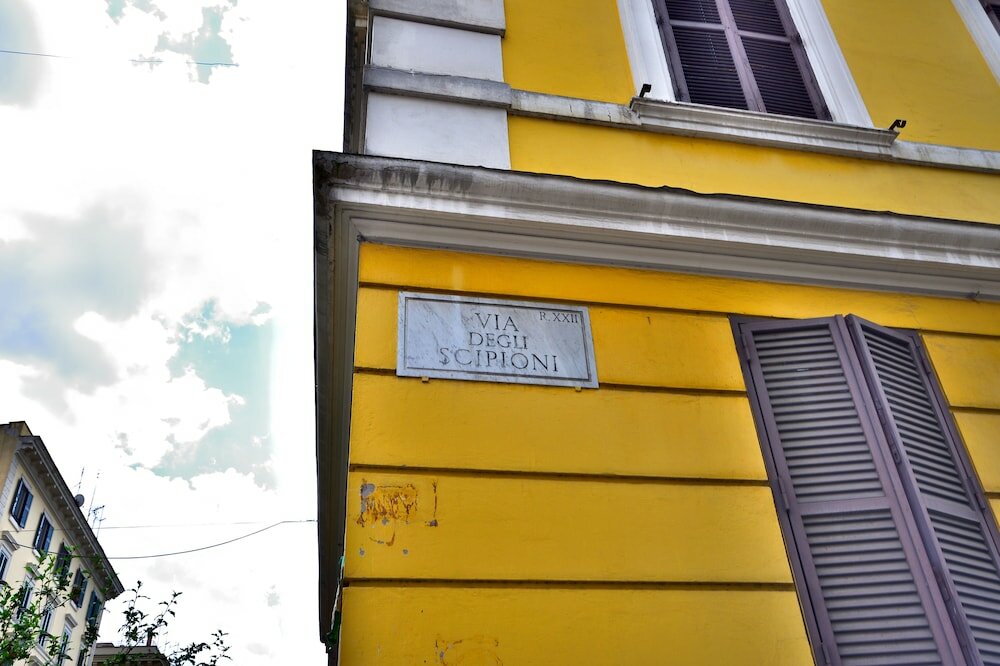 R. XXII
VIA
DEGLI
SCIPIONI